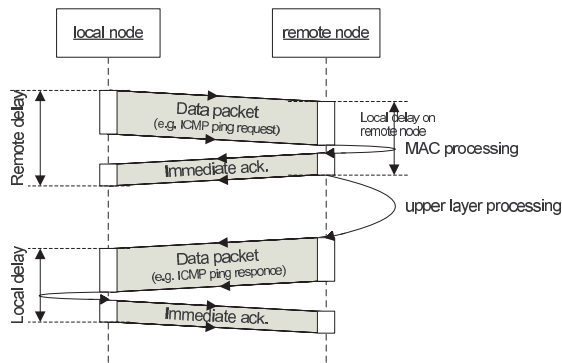 local node
remote node
Data packet
(e.g. ICMP ping request)
Local delay on
remote node
MAC processing
Immediate ack.
Remote delay
upper layer processing
Data packet
(e.g. ICMP ping responce)
Local delay
Immediate ack.